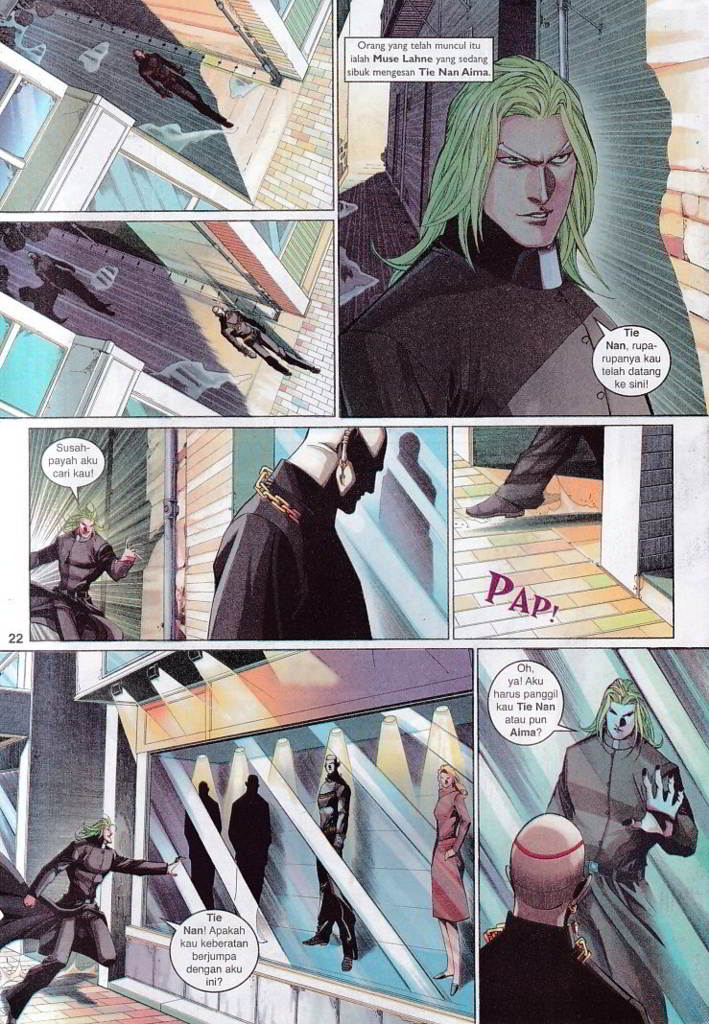 Orang yang telah muncul itu
ialah Muse Lahne yang sedang
sibuk mengesan Tie Nan Aima.
Tie
Nan, rupa-
rupanya kau
telah datang
ke sini!
Susah-
payah aku
cari kau!
PAP!
22
Tie
Nan! Apakah
kau keberatan
berjumpa
dengan aku
ini?
Oh,
ya! Aku
harus panggil
kau Tie Nan
atau pun
Aima?